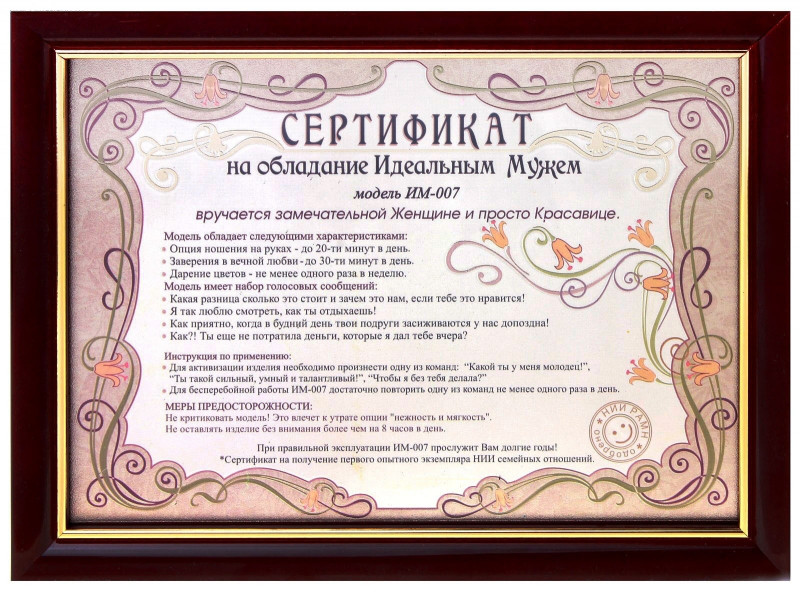 СЕРТИФИКАТ
на обладание Идеальным Мужем
модель ИМ-007
вручается замечательной Женщине и просто Красавице.
Модель обладает следующими характеристиками:
• Опция ношения на руках - до 20-ти минут в день.
• Заверения в вечной любви - до 30-ти минут в день.
• Дарение цветов - не менее одного раза в неделю.
Модель имеет набор голосовых сообщений:
• Какая разница сколько это стоит и зачем это нам, если тебе это нравится!
• Я так люблю смотреть, как ты отдыхаешь!
• Как приятно, когда в будний день твои подруги засиживаются у нас допоздна!
• Как?! Ты еще не потратила деньги, которые я дал тебе вчера?
Инструкция по применению:
• Для активизации изделия необходимо произнести одну из команд: “Какой ты у меня молодец!”,
“Ты такой сильный, умный и талантливый!”, “Чтобы я без тебя делала?”
• Для бесперебойной работы ИМ-007 достаточно повторить одну из команд не менее одного раза в день.
МЕРЫ ПРЕДОСТОРОЖНОСТИ:
Не критиковать модель! Это влечет к утрате опции "нежность и мягкость".
Не оставлять изделие без внимания более чем на 8 часов в день.
НИИ РАМН
одобрено
При правильной эксплуатации ИМ-007 прослужит Вам долгие годы!
*Сертификат на получение первого опытного экземпляра НИИ семейных отношений.